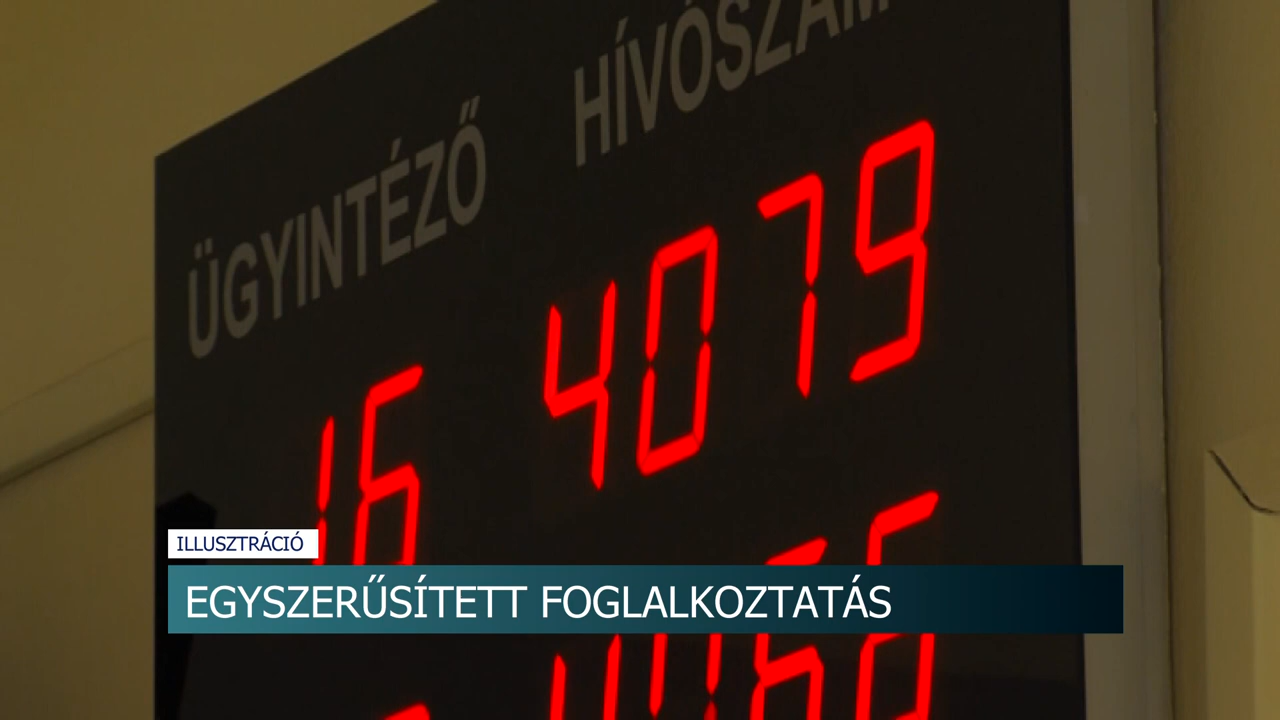 ÜGYINTÉZŐ HÍVÓSZÁM
16 4079
ILLUSZTRÁCIÓ
EGYSZERŰSÍTETT FOGLALKOZTATÁS